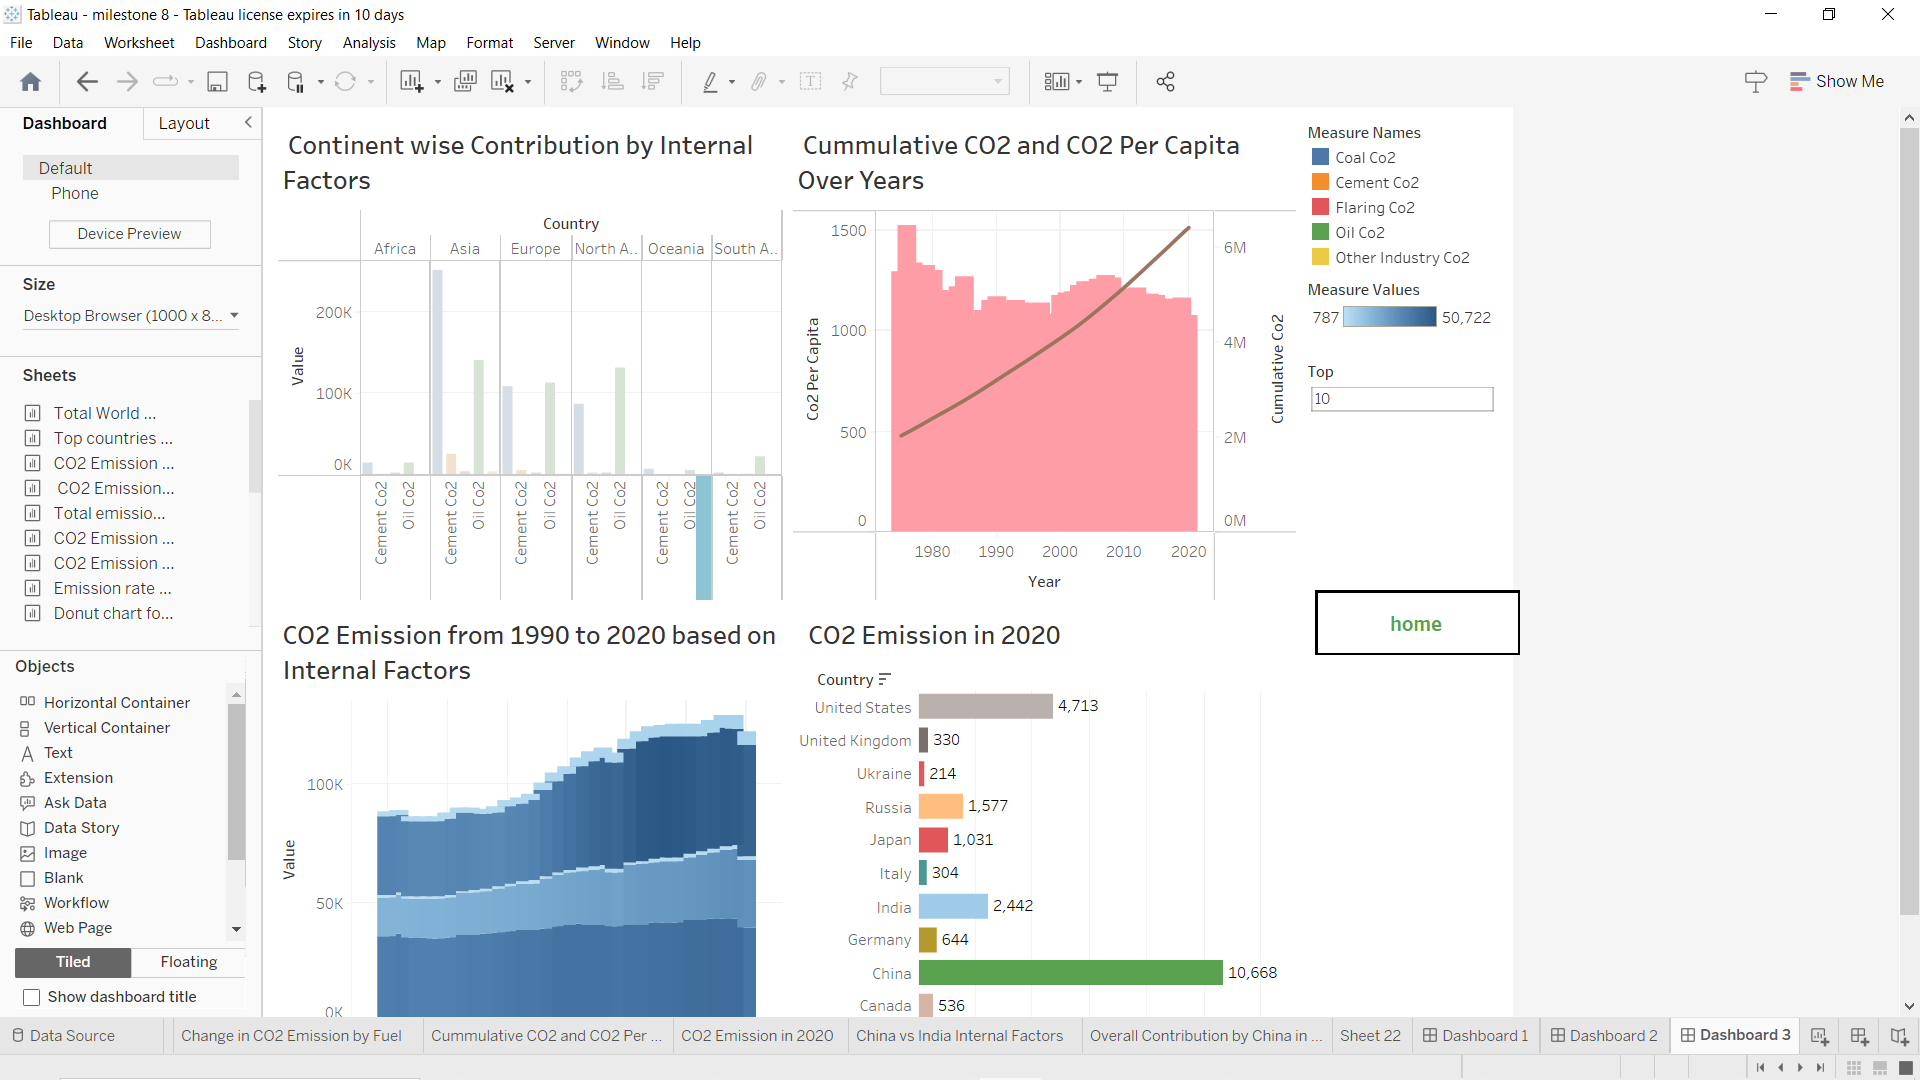 Tableau - milestone 8 - Tableau license expires in 10 days
File Data Worksheet Dashboard Story Analysis Map Format Server Window Help
Show Me
Dashboard Layout
Default
Phone
Device Preview
Size
Desktop Browser (1000 x 8...
Sheets
Total World ...
Top countries ...
CO2 Emission ...
CO2 Emission...
Total emissio...
CO2 Emission ...
CO2 Emission ...
Emission rate ...
Donut chart fo...
Objects
Horizontal Container
Vertical Container
Text
Extension
Ask Data
Data Story
Image
Blank
Workflow
Web Page
Tiled Floating
Show dashboard title
Continent wise Contribution by Internal
Factors
Country
Africa Asia Europe North A.. Oceania South A..
Value
200K
100K
0K
Cement Co2 Oil Co2 Cement Co2 Oil Co2 Cement Co2 Oil Co2 Cement Co2 Oil Co2 Cement Co2 Oil Co2 Cement Co2 Oil Co2
Cummulative CO2 and CO2 Per Capita
Over Years
Co2 Per Capita
1500
1000
500
0
6M
4M
2M
0M
Cumulative Co2
1980 1990 2000 2010 2020
Year
Measure Names
Coal Co2
Cement Co2
Flaring Co2
Oil Co2
Other Industry Co2
Measure Values
787 50,722
Top
10
home
CO2 Emission from 1990 to 2020 based on
Internal Factors
Value
100K
50K
0K
CO2 Emission in 2020
Country
United States 4,713
United Kingdom 330
Ukraine 214
Russia 1,577
Japan 1,031
Italy 304
India 2,442
Germany 644
China 10,668
Canada 536
Data Source Change in CO2 Emission by Fuel Cummulative CO2 and CO2 Per ... CO2 Emission in 2020 China vs India Internal Factors Overall Contribution by China in ... Sheet 22 Dashboard 1 Dashboard 2 Dashboard 3